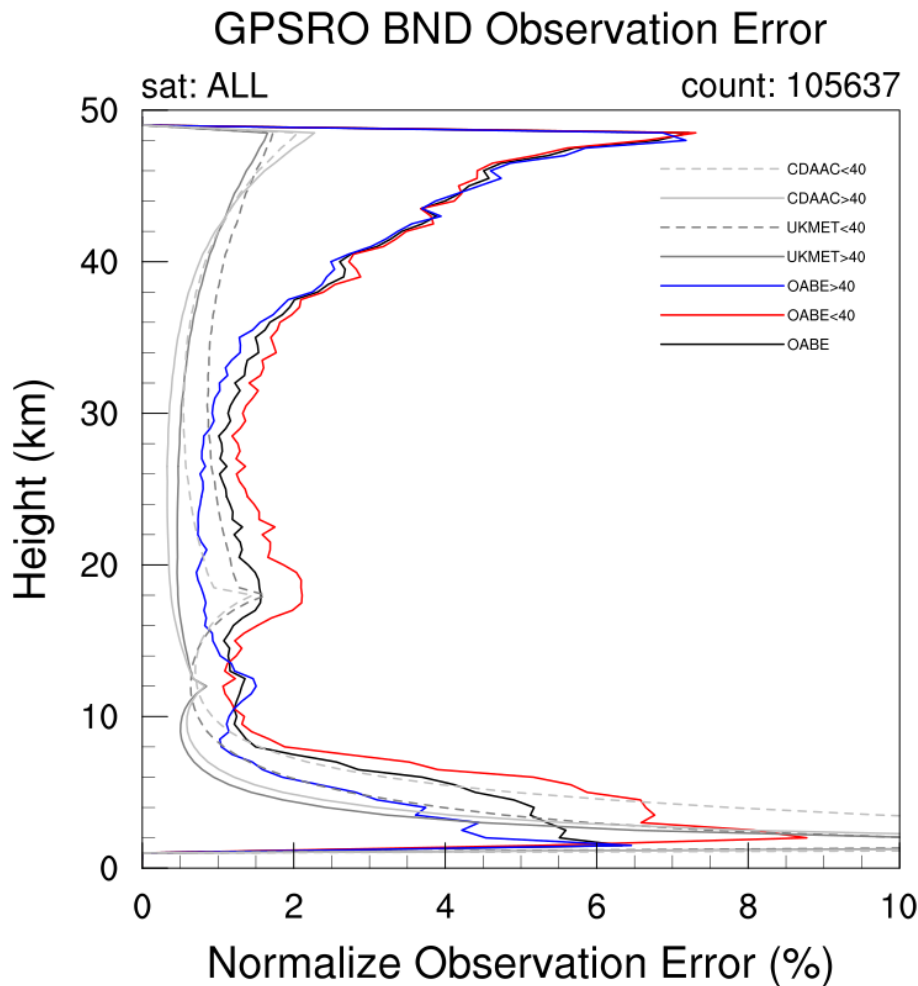 GPSRO BND Observation Error
sat: ALL
count: 105637
50
40
30
20
10
0
Height (km)
CDAAC<40
CDAAC>40
UKMET<40
UKMET>40
OABE>40
OABE<40
OABE
0 2 4 6 8 10
Normalize Observation Error (%)